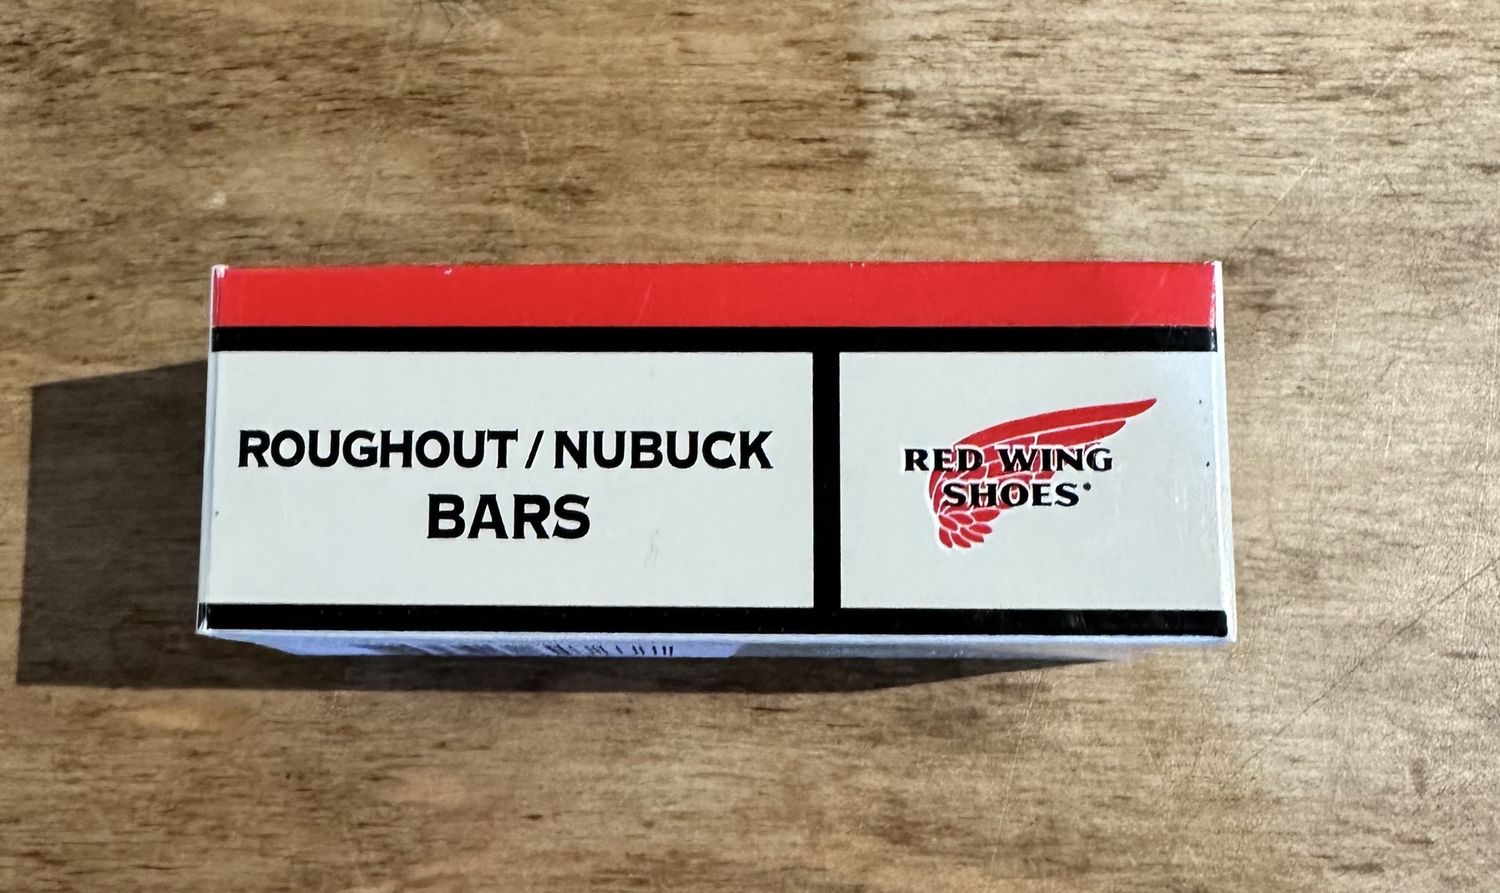 ROUGHOUT / NUBUCK
BARS
RED WING
SHOES®